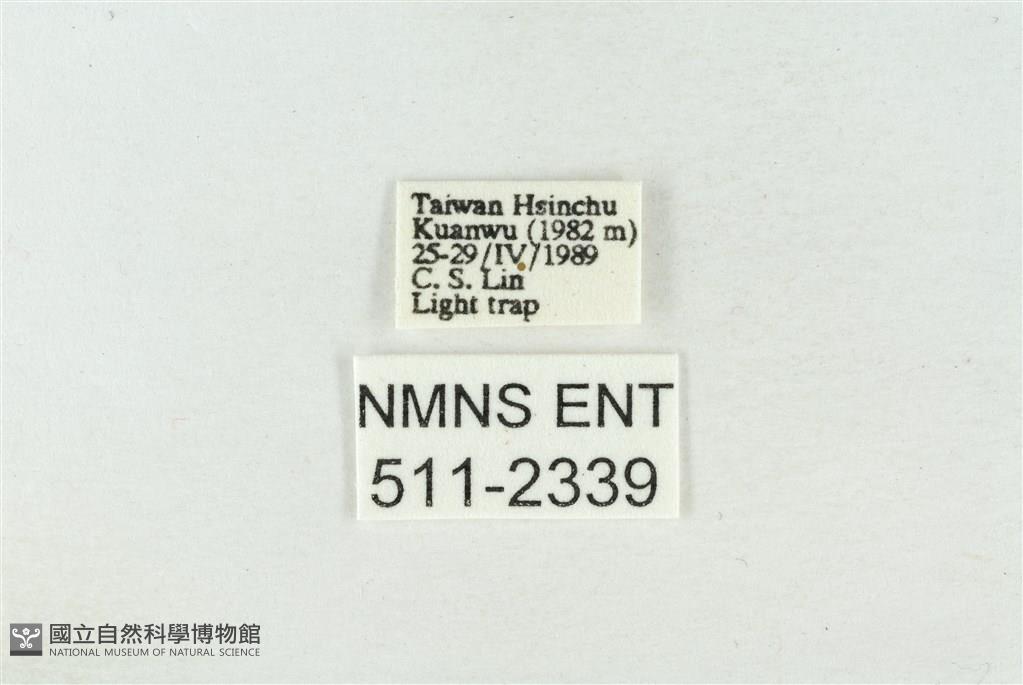 Taiwan Hsinchu
Kuanwu (1982 m)
25-29/IV/1989
C. S. Lin
Light trap
NMNS ENT
511-2339
國立自然科學博物館
NATIONAL MUSEUM OF NATURAL SCIENCE